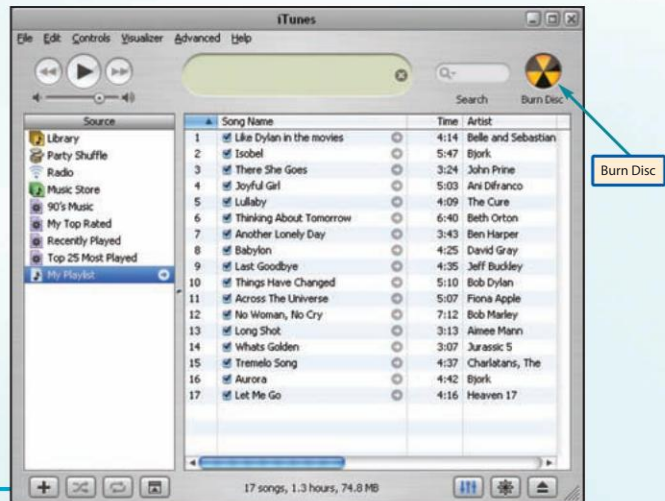 iTunes
File Edit Controls Visualizer Advanced Help
Search Burn Disc
Burn Disc
Source
Library
Party Shuffle
Radio
Music Store
90's Music
My Top Rated
Recently Played
Top 25 Most Played
My Playlist
Song Name Time Artist
1 Like Dylan in the movies 4:14 Belle and Sebastian
2 Isobel 5:47 Bjork
3 There She Goes 3:24 John Prine
4 Joyful Girl 5:03 Ani Difranco
5 Lullaby 4:09 The Cure
6 Thinking About Tomorrow 6:40 Beth Orton
7 Another Lonely Day 3:43 Ben Harper
8 Babylon 4:25 David Gray
9 Last Goodbye 4:35 Jeff Buckley
10 Things Have Changed 5:10 Bob Dylan
11 Across The Universe 5:07 Fiona Apple
12 No Woman, No Cry 7:12 Bob Marley
13 Long Shot 3:13 Aimee Mann
14 Whats Golden 3:07 Jurassic 5
15 Tremelo Song 4:37 Charlatans, The
16 Aurora 4:42 Bjork
17 Let Me Go 4:16 Heaven 17
17 songs, 1.3 hours, 74.8 MB